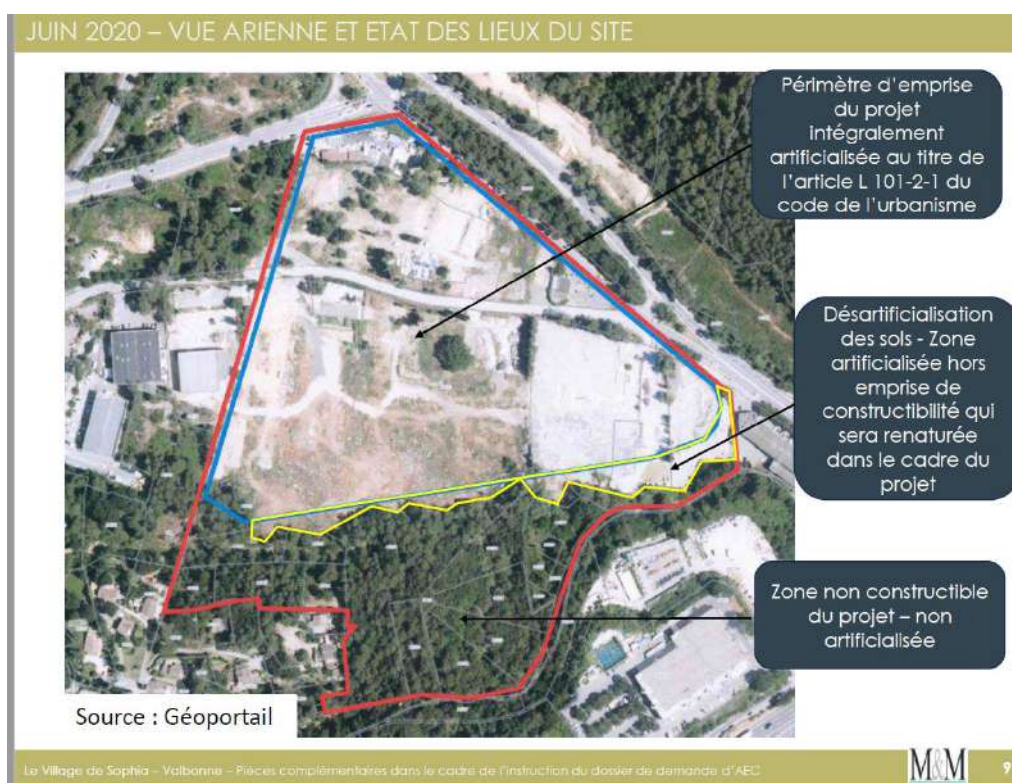 JUIN 2020 – VUE ARIENNE ET ETAT DES LIEUX DU SITE
Périmètre d'emprise
du projet
intégralement
artificialisée au titre de
l'article L 101-2-1 du
code de l'urbanisme
Désartificialisation
des sols - Zone
artificialisée hors
emprise de
constructibilité qui
sera renaturée
dans le cadre du
projet
Zone non constructible
du projet – non
artificialisée
Source : Géoportail
Le Village de Sophia – Valbonne – Pièces complémentaires dans le cadre de l'instruction du dossier de demande d'AEC
M&M
9